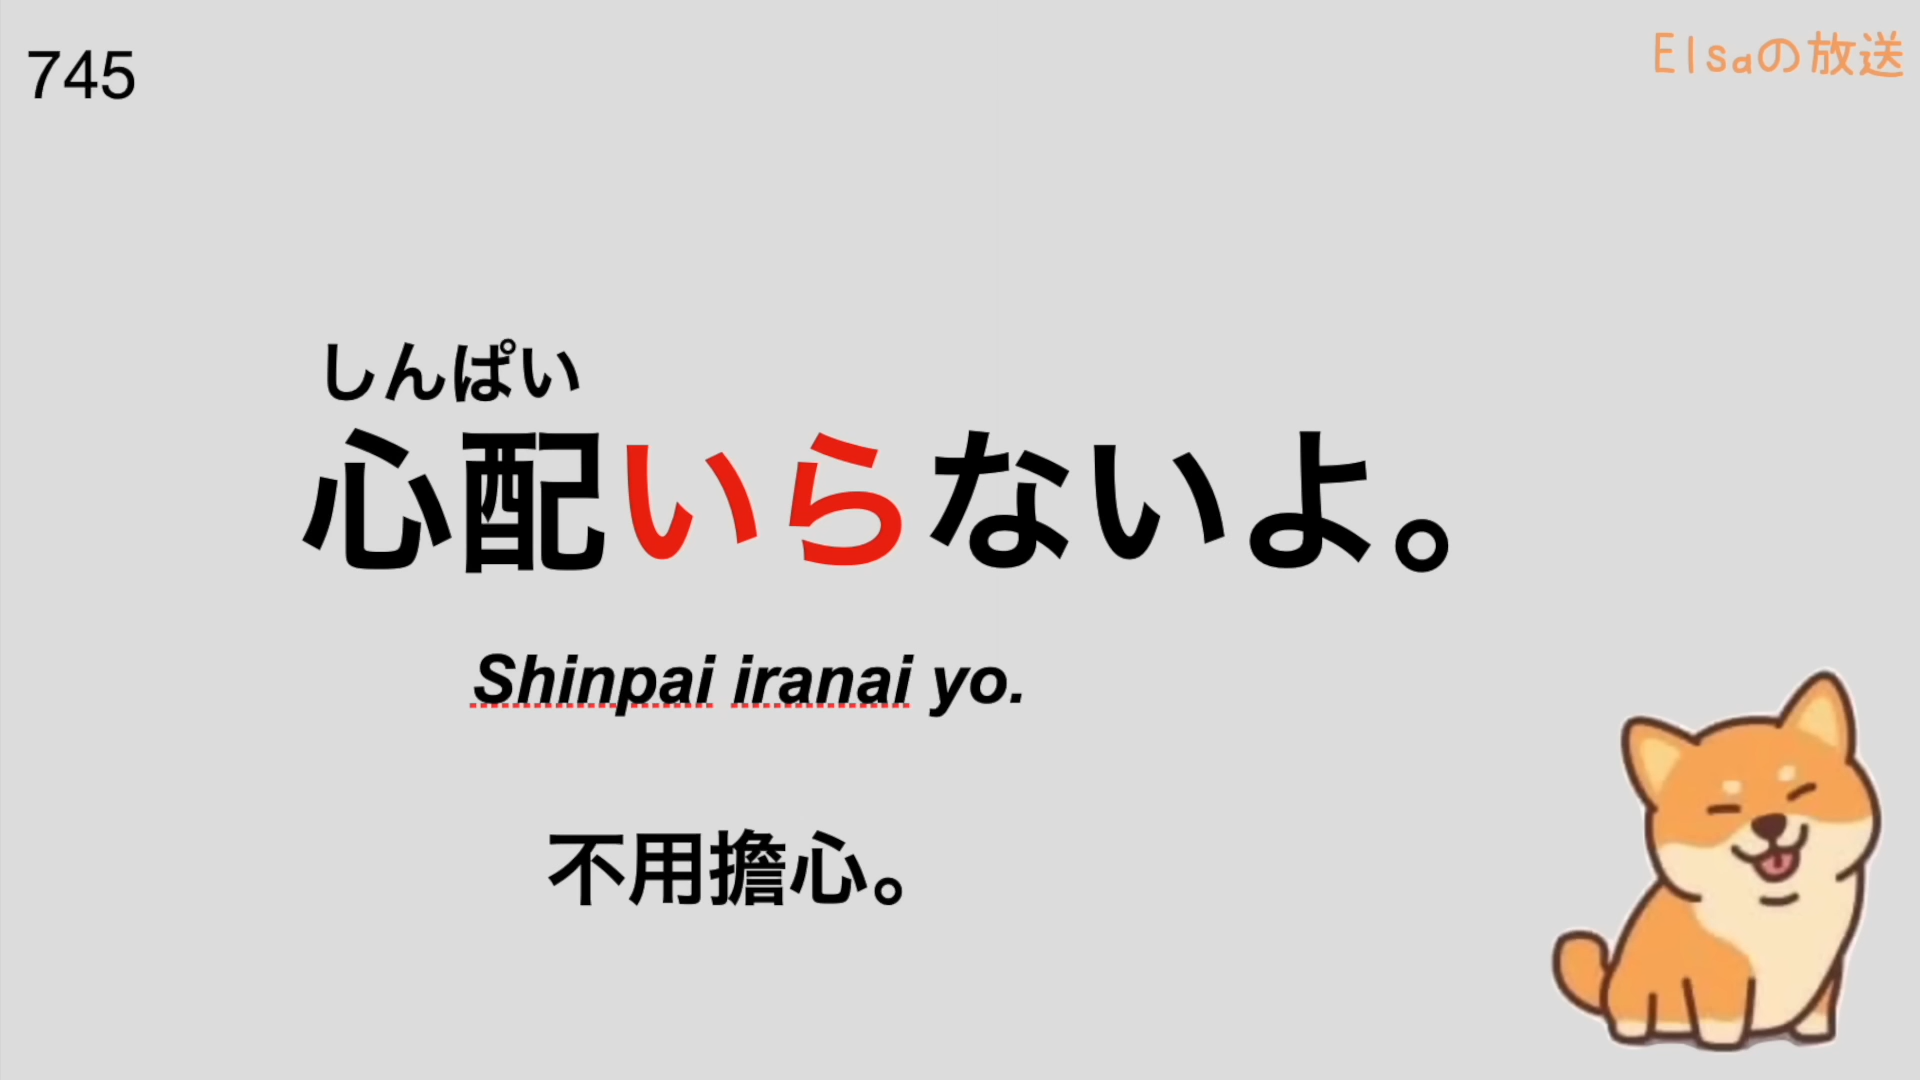 745
Elsaの放送
しんぱい
心配いらないよ。
Shinpai iranai yo.
不用擔心。